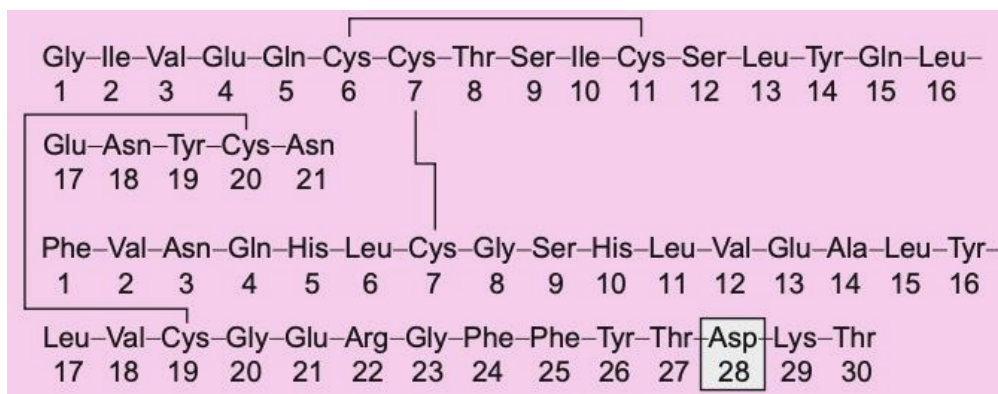 Gly–Ile–Val–Glu–Gln–Cys–Cys–Thr–Ser–Ile–Cys–Ser–Leu–Tyr–Gln–Leu–
1 2 3 4 5 6 7 8 9 10 11 12 13 14 15 16
Glu–Asn–Tyr–Cys–Asn
17 18 19 20 21
Phe–Val–Asn–Gln–His–Leu–Cys–Gly–Ser–His–Leu–Val–Glu–Ala–Leu–Tyr–
1 2 3 4 5 6 7 8 9 10 11 12 13 14 15 16
Leu–Val–Cys–Gly–Glu–Arg–Gly–Phe–Phe–Tyr–Thr–Asp–Lys–Thr
17 18 19 20 21 22 23 24 25 26 27 28 29 30